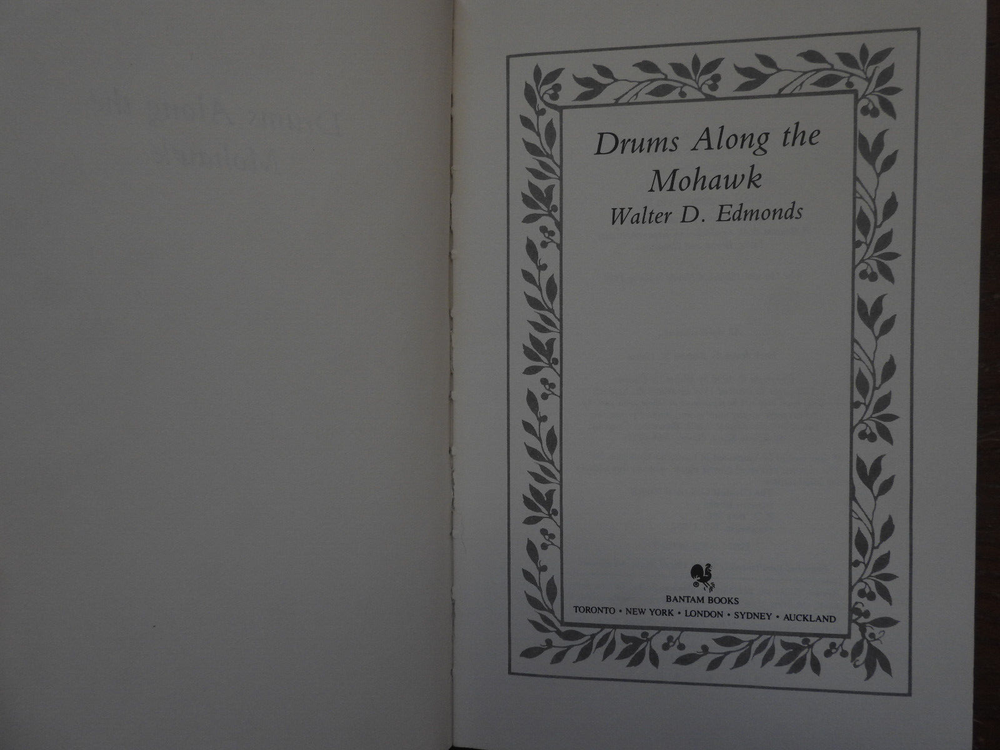 Drums Along the
Mohawk
Walter D. Edmonds
BANTAM BOOKS
TORONTO • NEW YORK • LONDON • SYDNEY • AUCKLAND